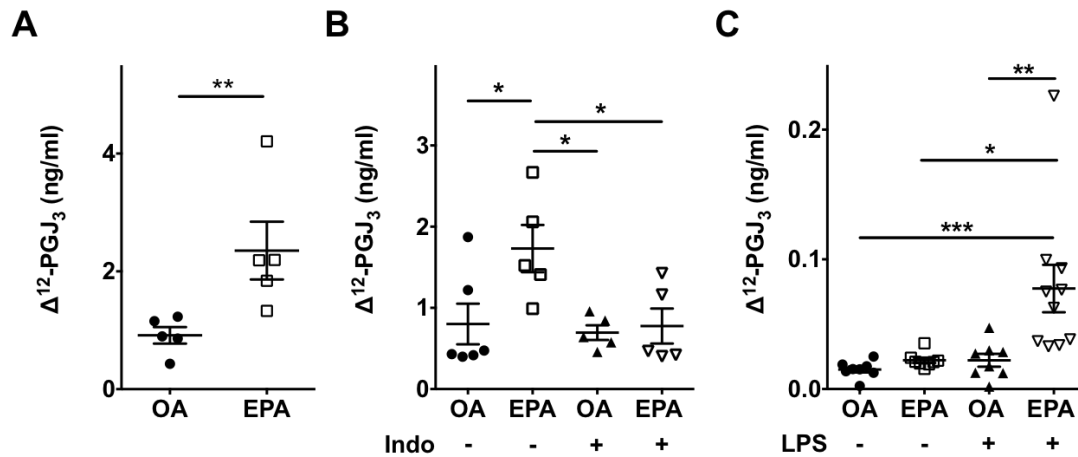 A
Δ¹²-PGJ₃ (ng/ml)
4
2
0
**
OA EPA
B
Δ¹²-PGJ₃ (ng/ml)
3
2
1
0
*
*
*
OA EPA OA EPA
Indo - - + +
C
Δ¹²-PGJ₃ (ng/ml)
0.2
0.1
0.0
**
*
***
OA EPA OA EPA
LPS - - + +